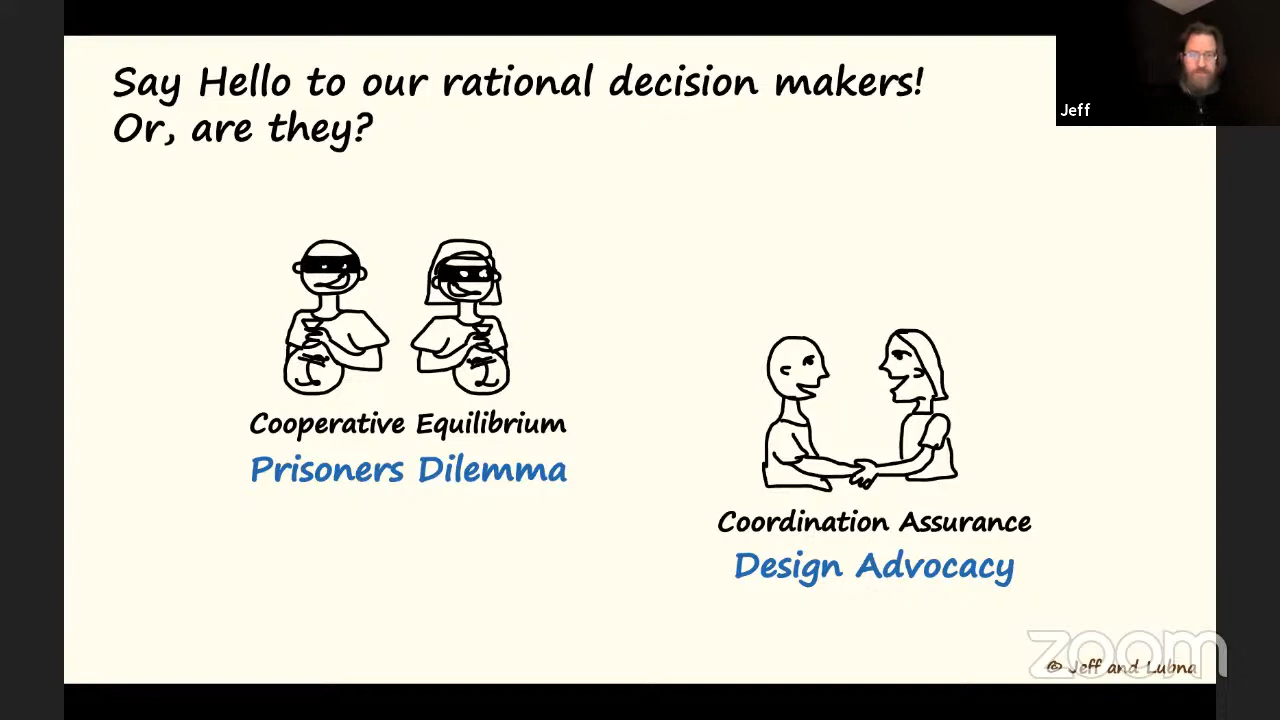 Say Hello to our rational decision makers!
Or, are they?
Jeff
Cooperative Equilibrium
Prisoners Dilemma
Coordination Assurance
Design Advocacy
zoom
© Jeff and Lubna